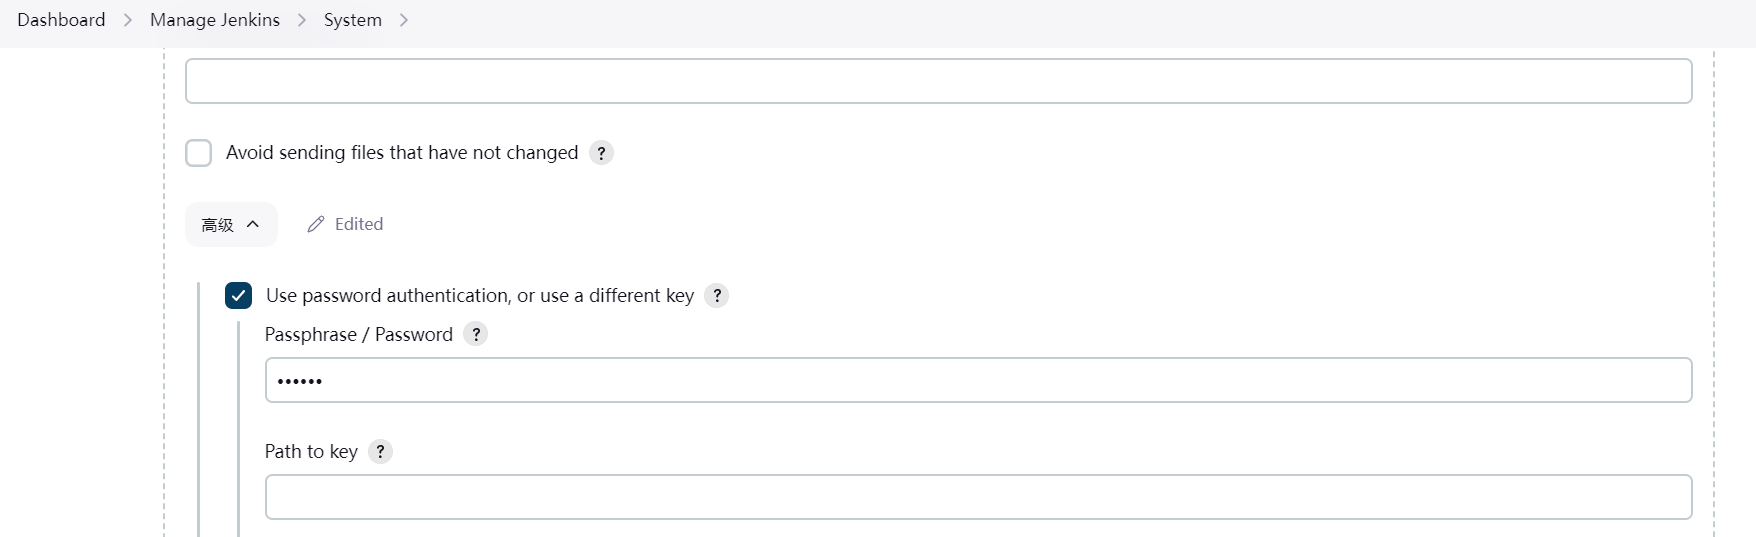 Dashboard > Manage Jenkins > System >
Avoid sending files that have not changed ?
高级 Edited
Use password authentication, or use a different key ?
Passphrase / Password ?
••••••
Path to key ?